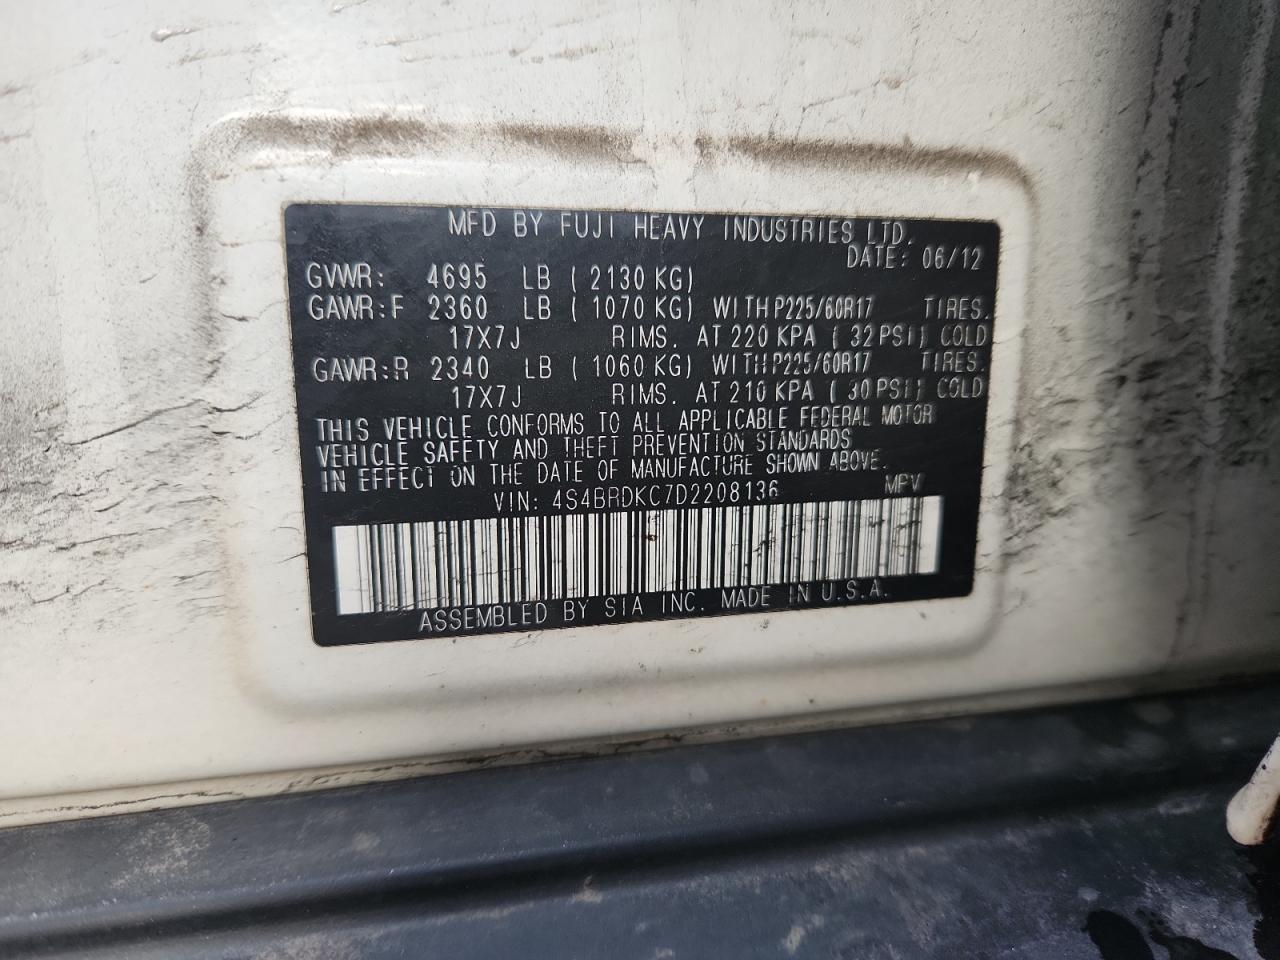 MFD BY FUJI HEAVY INDUSTRIES LTD.
DATE: 06/12
GVWR: 4695 LB ( 2130 KG)
GAWR:F 2360 LB ( 1070 KG) WITH P225/60R17 TIRES.
17X7J RIMS. AT 220 KPA ( 32 PSI) COLD
GAWR:R 2340 LB ( 1060 KG) WITH P225/60R17 TIRES.
17X7J RIMS. AT 210 KPA ( 30 PSI) COLD
THIS VEHICLE CONFORMS TO ALL APPLICABLE FEDERAL MOTOR
VEHICLE SAFETY AND THEFT PREVENTION STANDARDS
IN EFFECT ON THE DATE OF MANUFACTURE SHOWN ABOVE.
VIN: 4S4BRDKC7D2208136 MPV
ASSEMBLED BY SIA INC. MADE IN U.S.A.